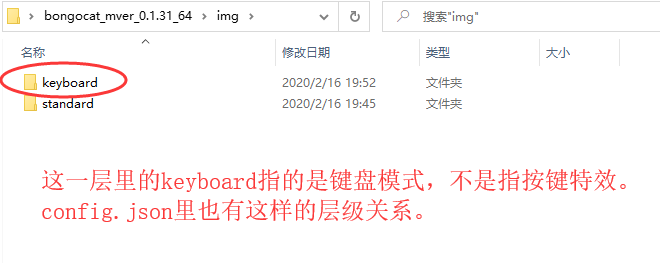 bongocat_mver_0.1.31_64 › img ›
搜索"img"
名称 修改日期 类型 大小
keyboard 2020/2/16 19:52 文件夹
standard 2020/2/16 19:45 文件夹
这一层里的keyboard指的是键盘模式，不是指按键特效。
config.json里也有这样的层级关系。